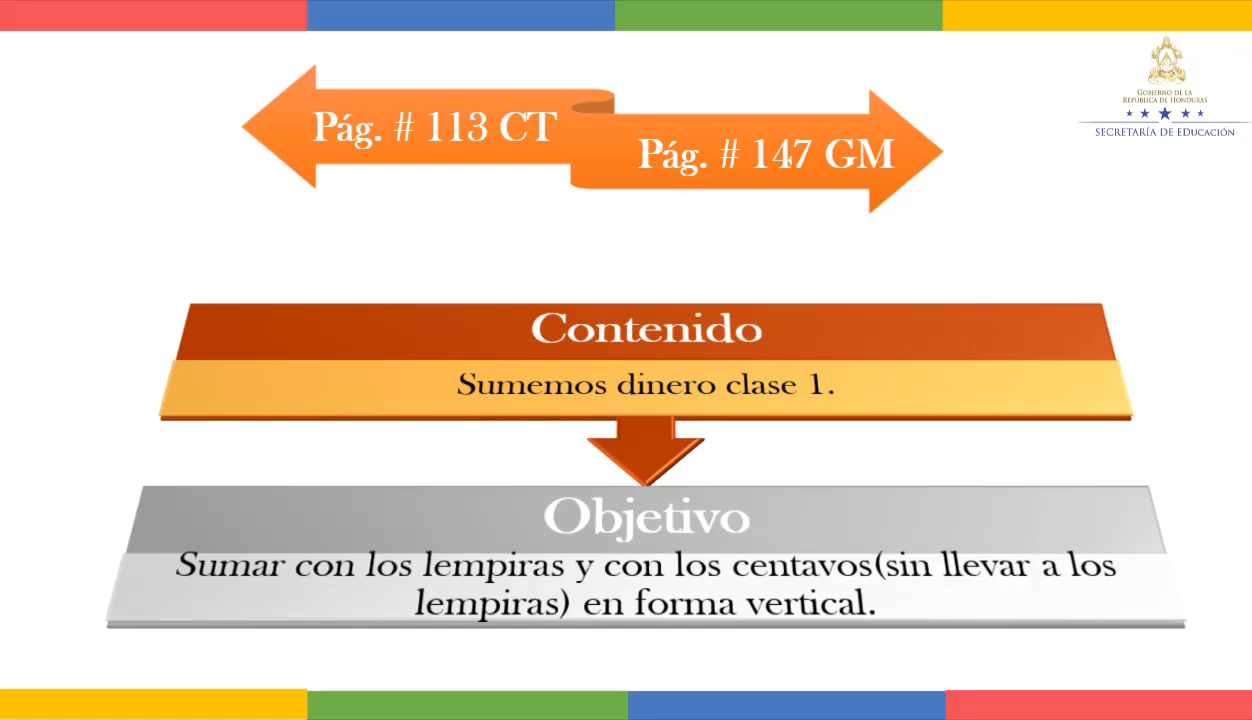 Pág. # 113 CT
Pág. # 147 GM
GOBIERNO DE LA
REPÚBLICA DE HONDURAS
SECRETARÍA DE EDUCACIÓN
Contenido
Sumemos dinero clase 1.
Objetivo
Sumar con los lempiras y con los centavos(sin llevar a los
lempiras) en forma vertical.